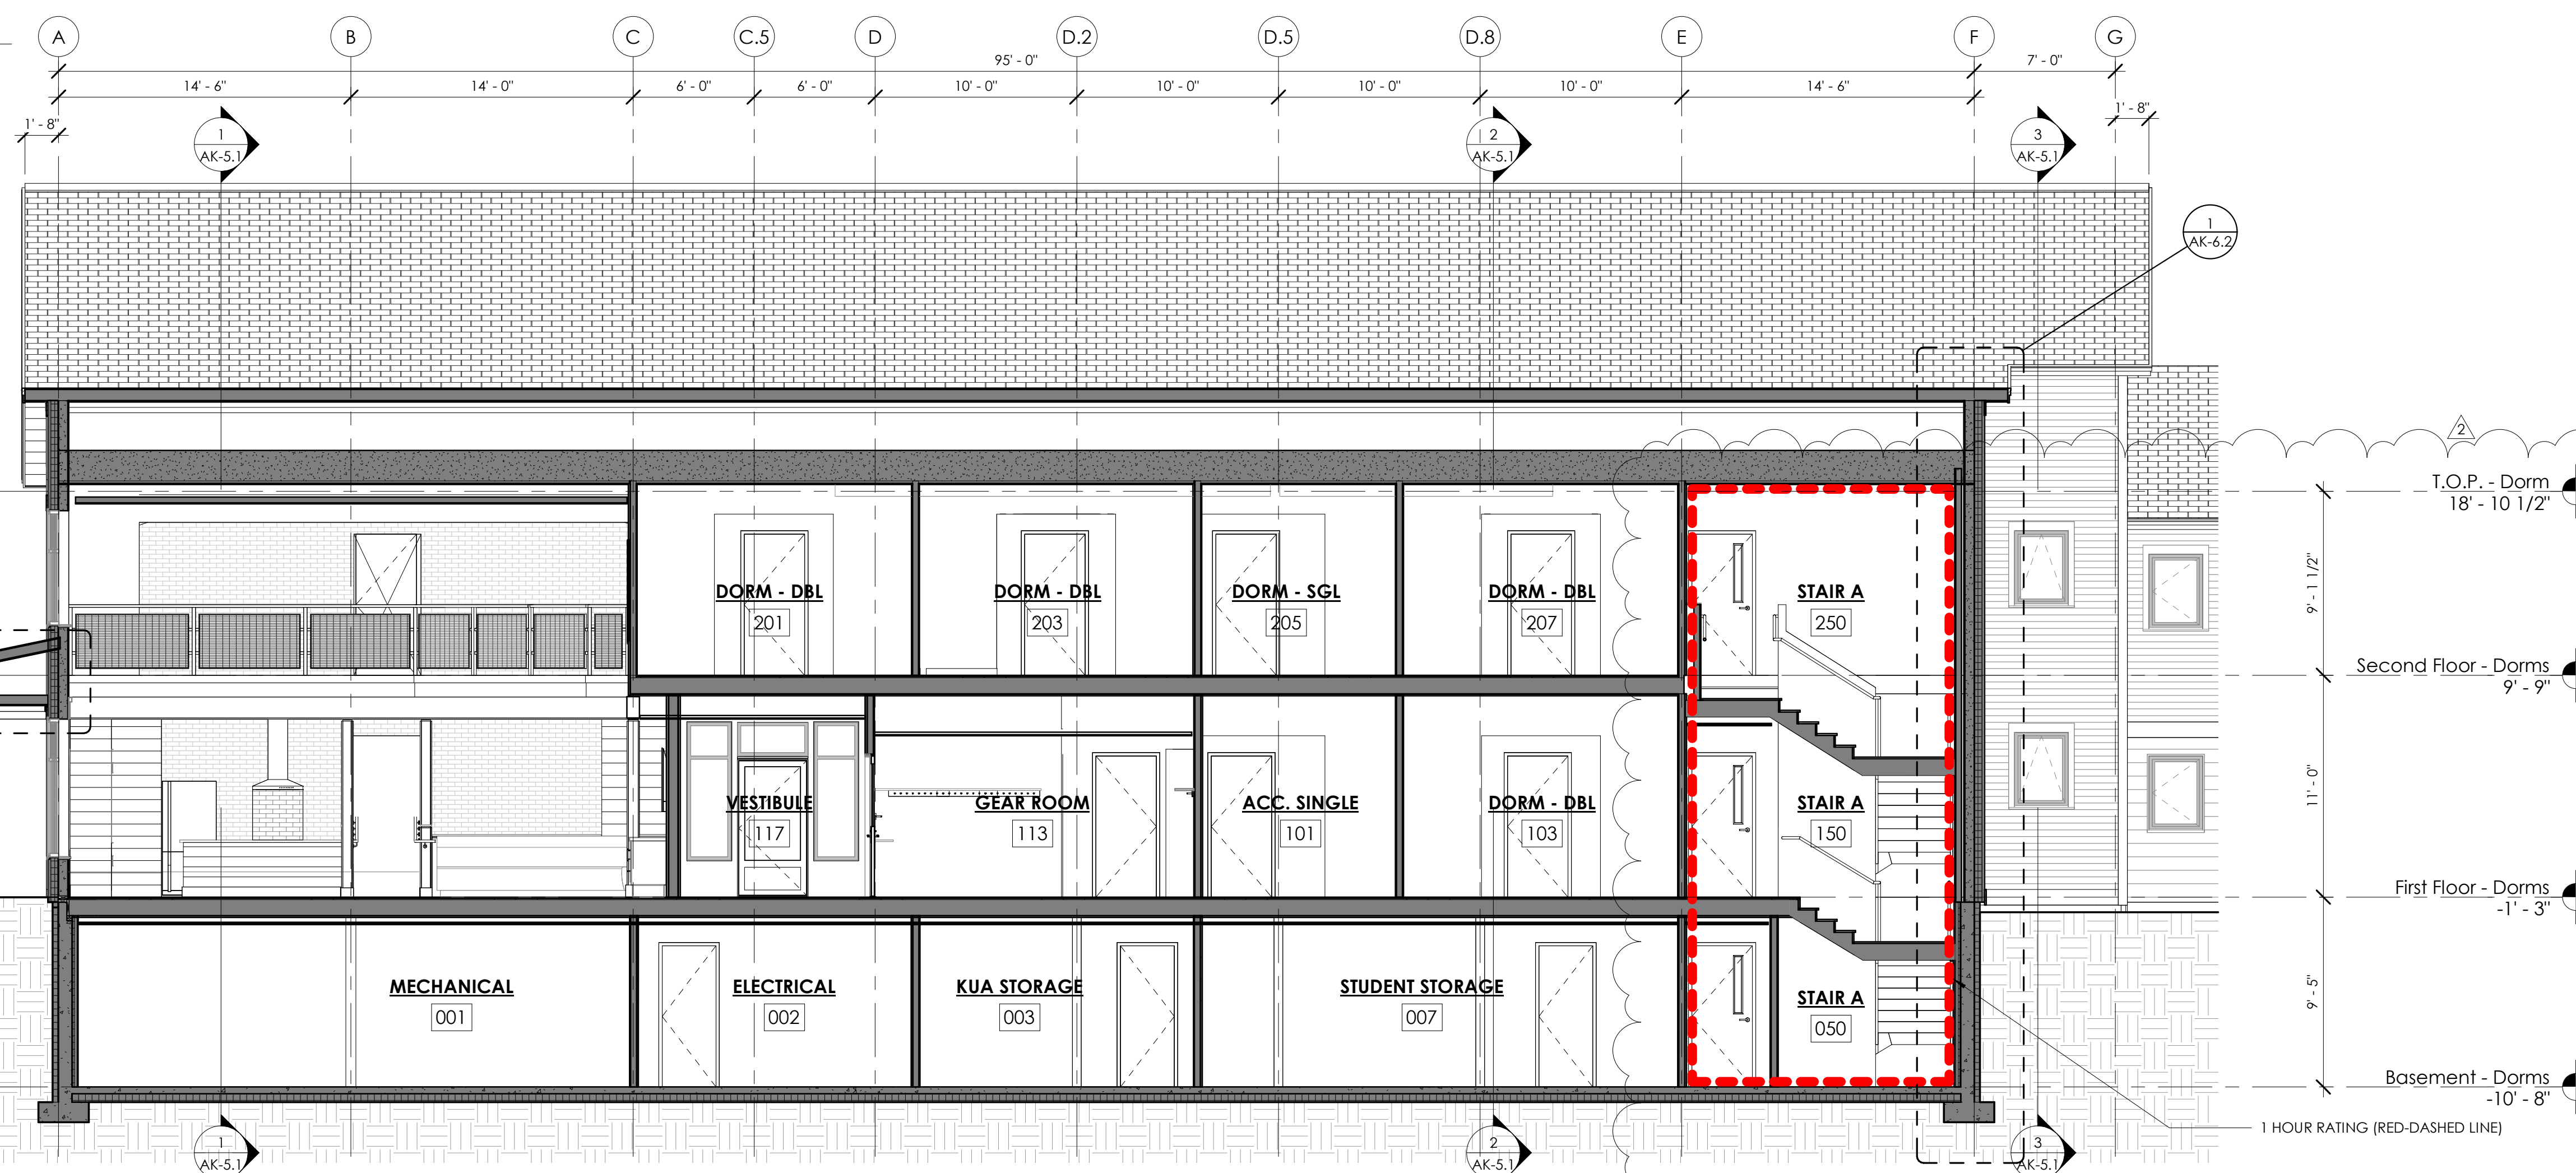 A B C C.5 D D.2 D.5 D.8 E F G
95' - 0" 7' - 0"
14' - 6" 14' - 0" 6' - 0" 6' - 0" 10' - 0" 10' - 0" 10' - 0" 10' - 0" 14' - 6"
1' - 8" 1' - 8"
1 2 3
AK-5.1 AK-5.1 AK-5.1
1
AK-6.2
2
T.O.P. - Dorm
18' - 10 1/2"
9' - 1 1/2"
DORM - DBL DORM - DBL DORM - SGL DORM - DBL STAIR A
201 203 205 207 250
Second Floor - Dorms
9' - 9"
11' - 0"
VESTIBULE GEAR ROOM ACC. SINGLE DORM - DBL STAIR A
117 113 101 103 150
First Floor - Dorms
-1' - 3"
9' - 5"
MECHANICAL ELECTRICAL KUA STORAGE STUDENT STORAGE STAIR A
001 002 003 007 050
Basement - Dorms
-10' - 8"
1 HOUR RATING (RED-DASHED LINE)
1 2 3
AK-5.1 AK-5.1 AK-5.1